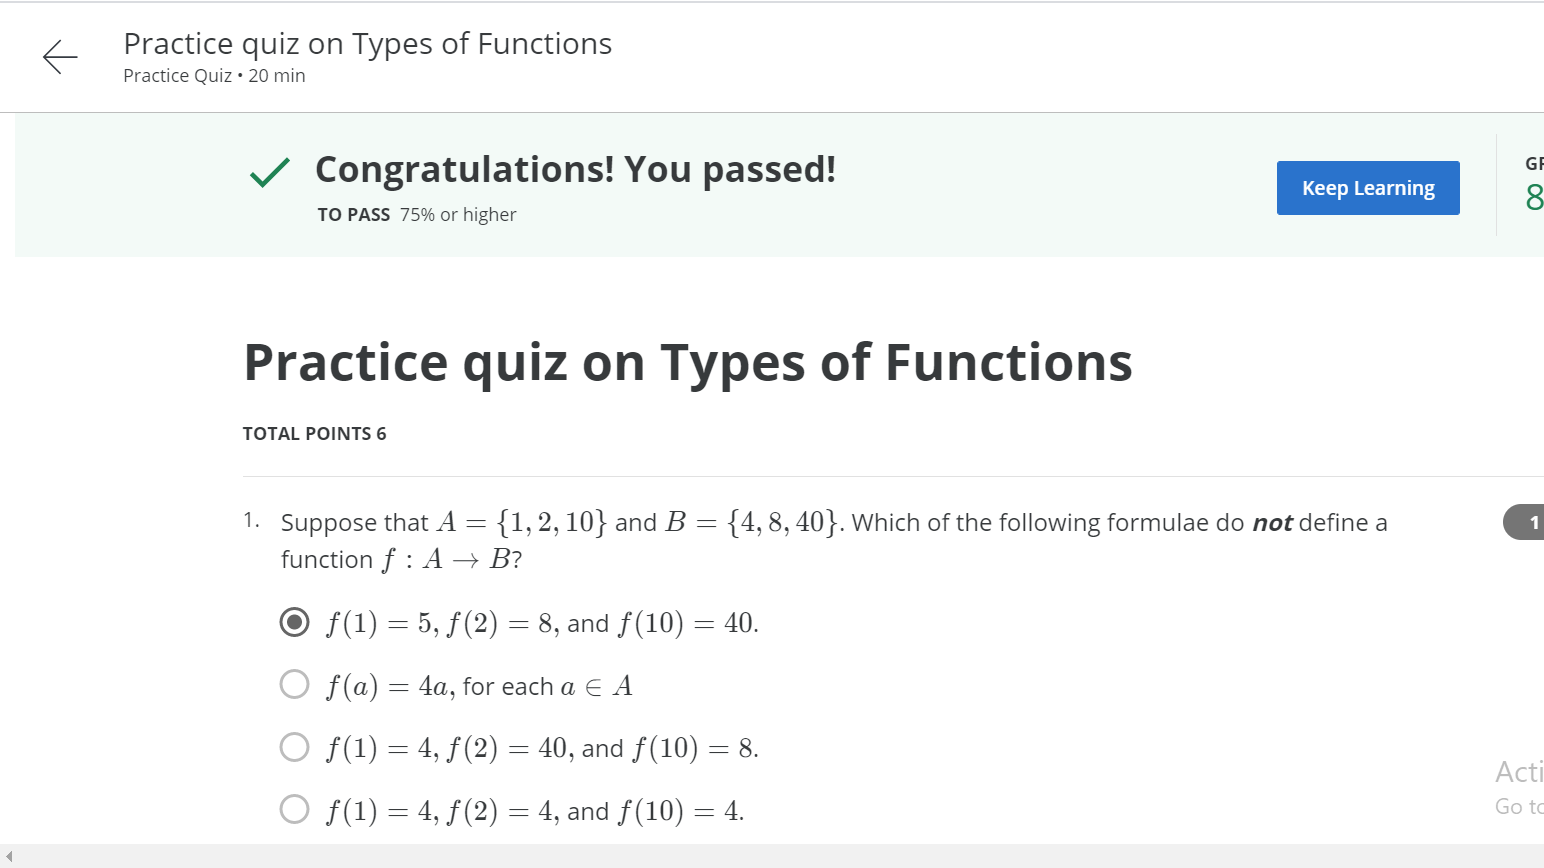 Practice quiz on Types of Functions
Practice Quiz • 20 min
Congratulations! You passed!
TO PASS 75% or higher
Keep Learning
8
Practice quiz on Types of Functions
TOTAL POINTS 6
1. Suppose that A = {1, 2, 10} and B = {4, 8, 40}. Which of the following formulae do not define a
function f : A → B?
1
f(1) = 5, f(2) = 8, and f(10) = 40.
f(a) = 4a, for each a ∈ A
f(1) = 4, f(2) = 40, and f(10) = 8.
f(1) = 4, f(2) = 4, and f(10) = 4.
Acti
Go to